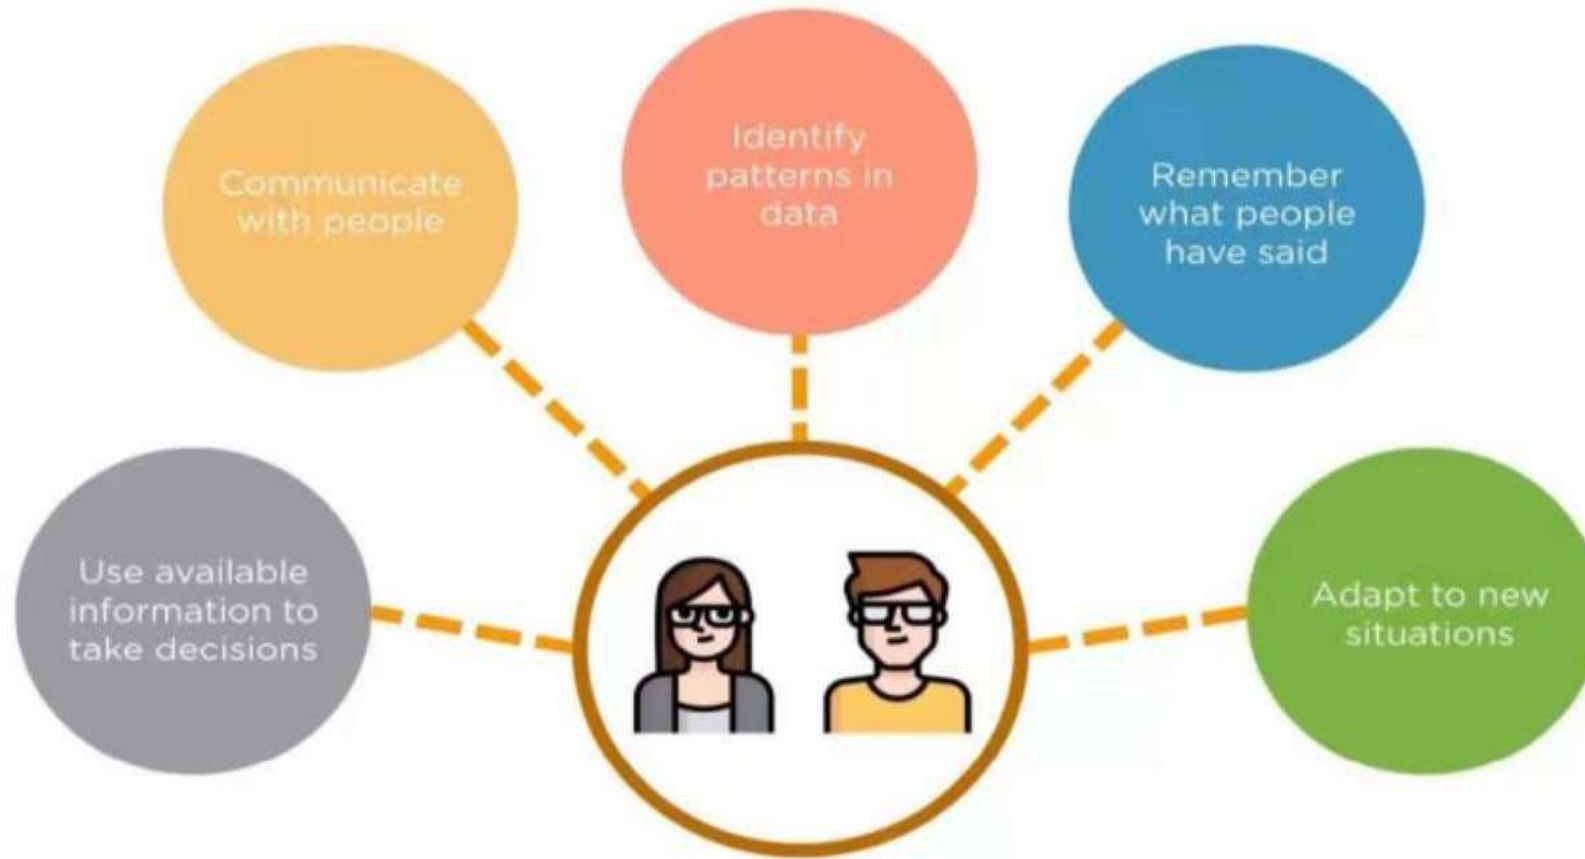 Communicate
with people
Identify
patterns in
data
Remember
what people
have said
Use available
information to
take decisions
Adapt to new
situations